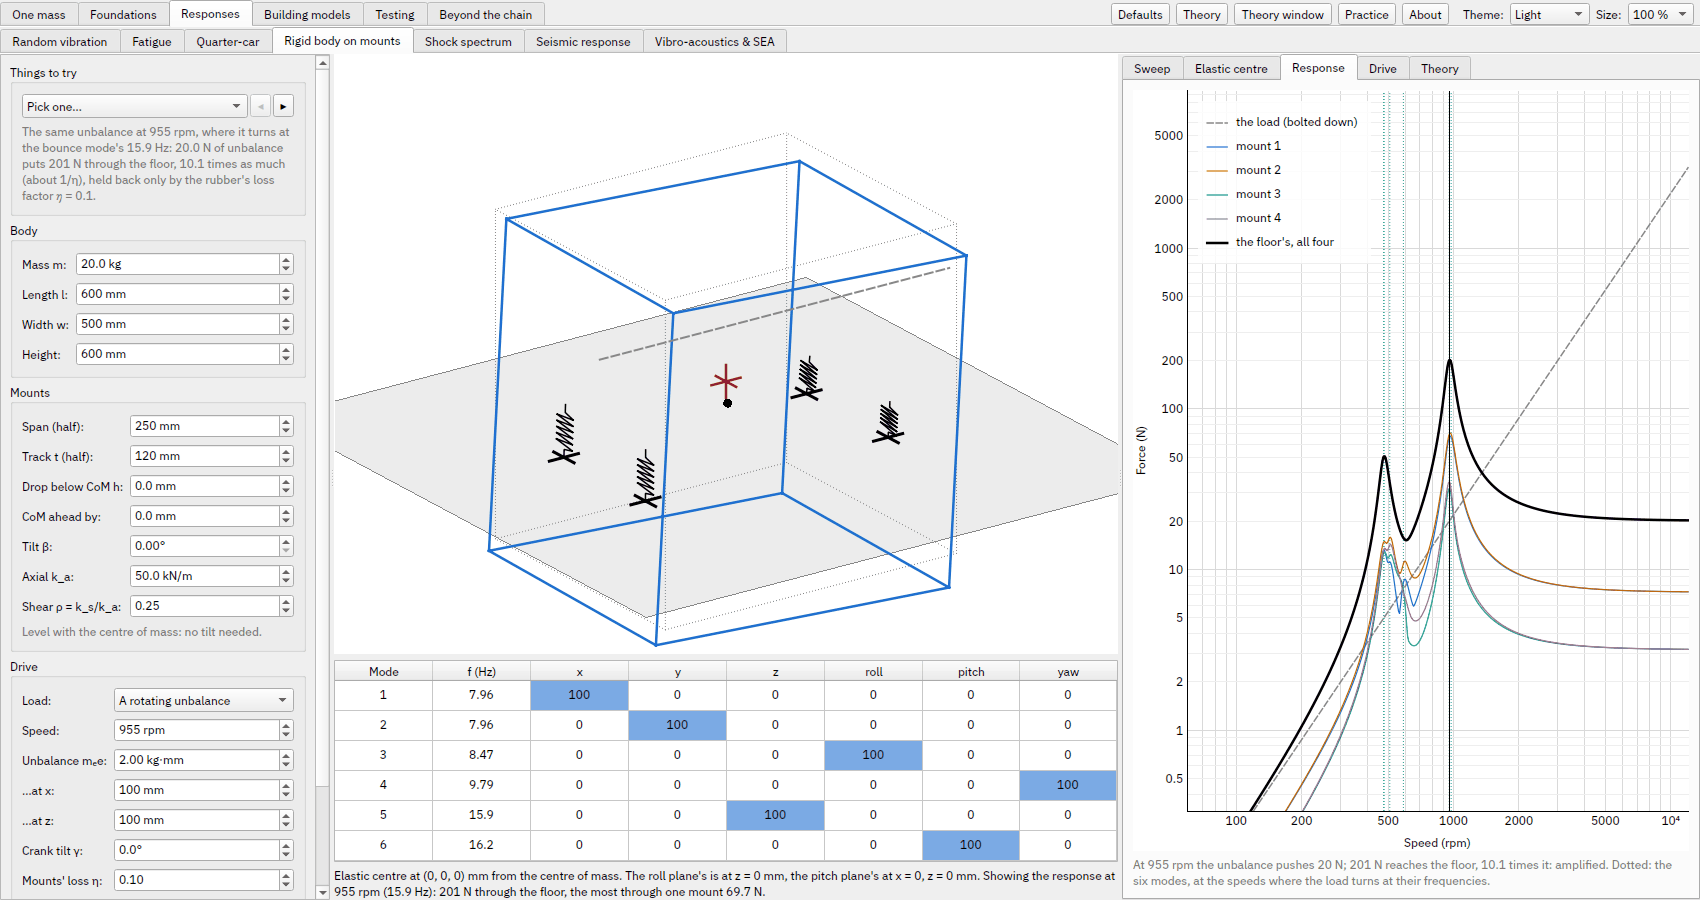 One mass Foundations Responses Building models Testing Beyond the chain Defaults Theory Theory window Practice About Theme: Light Size: 100 %
Random vibration Fatigue Quarter-car Rigid body on mounts Shock spectrum Seismic response Vibro-acoustics & SEA
Things to try
Pick one...
The same unbalance at 955 rpm, where it turns at
the bounce mode's 15.9 Hz: 20.0 N of unbalance
puts 201 N through the floor, 10.1 times as much
(about 1/η), held back only by the rubber's loss
factor η = 0.1.
Body
Mass m: 20.0 kg
Length l: 600 mm
Width w: 500 mm
Height: 600 mm
Mounts
Span (half): 250 mm
Track t (half): 120 mm
Drop below CoM h: 0.0 mm
CoM ahead by: 0.0 mm
Tilt β: 0.00°
Axial k_a: 50.0 kN/m
Shear ρ = k_s/k_a: 0.25
Level with the centre of mass: no tilt needed.
Drive
Load: A rotating unbalance
Speed: 955 rpm
Unbalance mₑe: 2.00 kg·mm
...at x: 100 mm
...at z: 100 mm
Crank tilt γ: 0.0°
Mounts' loss η: 0.10
Mode f (Hz) x y z roll pitch yaw
1 7.96 100 0 0 0 0 0
2 7.96 0 100 0 0 0 0
3 8.47 0 0 0 100 0 0
4 9.79 0 0 0 0 0 100
5 15.9 0 0 100 0 0 0
6 16.2 0 0 0 0 100 0
Elastic centre at (0, 0, 0) mm from the centre of mass. The roll plane's is at z = 0 mm, the pitch plane's at x = 0, z = 0 mm. Showing the response at
955 rpm (15.9 Hz): 201 N through the floor, the most through one mount 69.7 N.
Sweep Elastic centre Response Drive Theory
the load (bolted down)
mount 1
mount 2
mount 3
mount 4
the floor's, all four
Force (N)
5000
2000
1000
500
200
100
50
20
10
5
2
1
0.5
100 200 500 1000 2000 5000 10⁴
Speed (rpm)
At 955 rpm the unbalance pushes 20 N; 201 N reaches the floor, 10.1 times it: amplified. Dotted: the
six modes, at the speeds where the load turns at their frequencies.